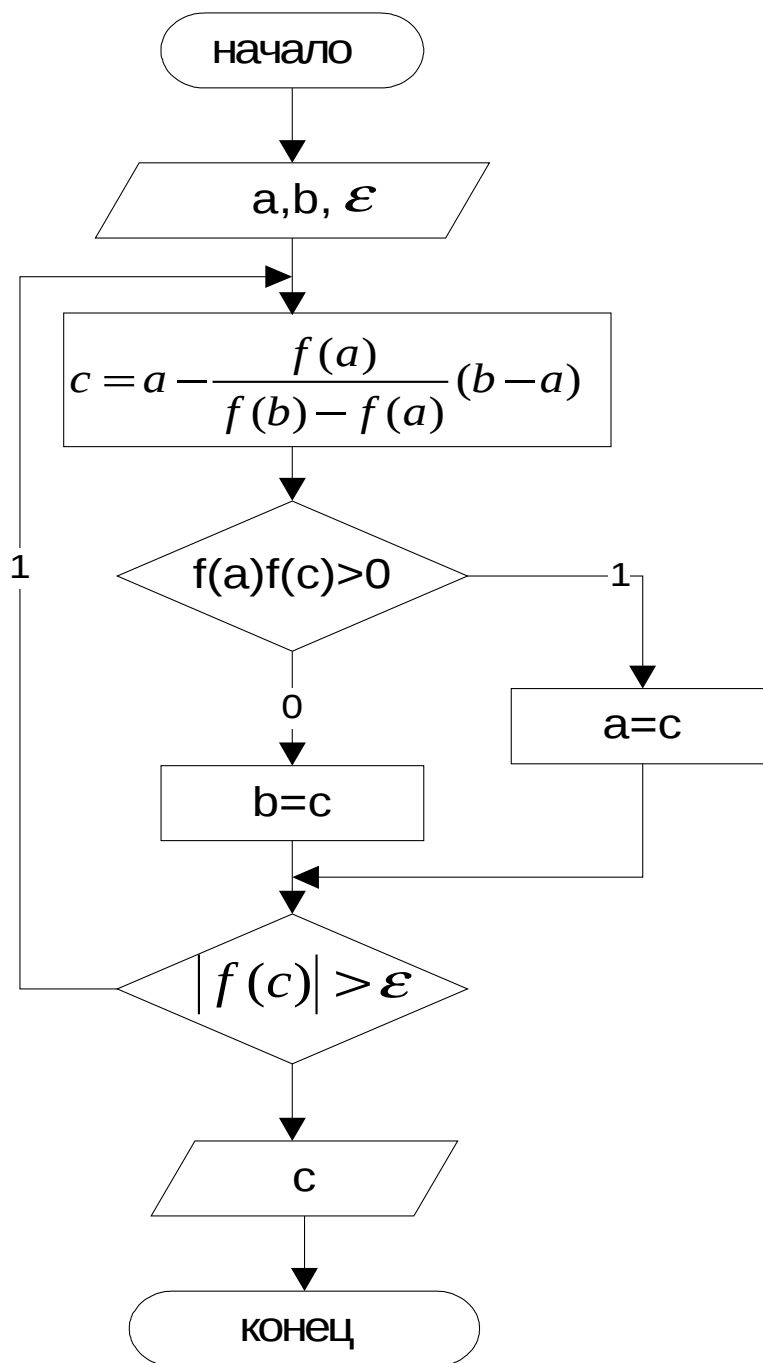 начало
a,b, ε
c = a − f(a) / f(b) − f(a) (b − a)
f(a)f(c)>0
1
1
0
a=c
b=c
|f(c)| > ε
c
конец